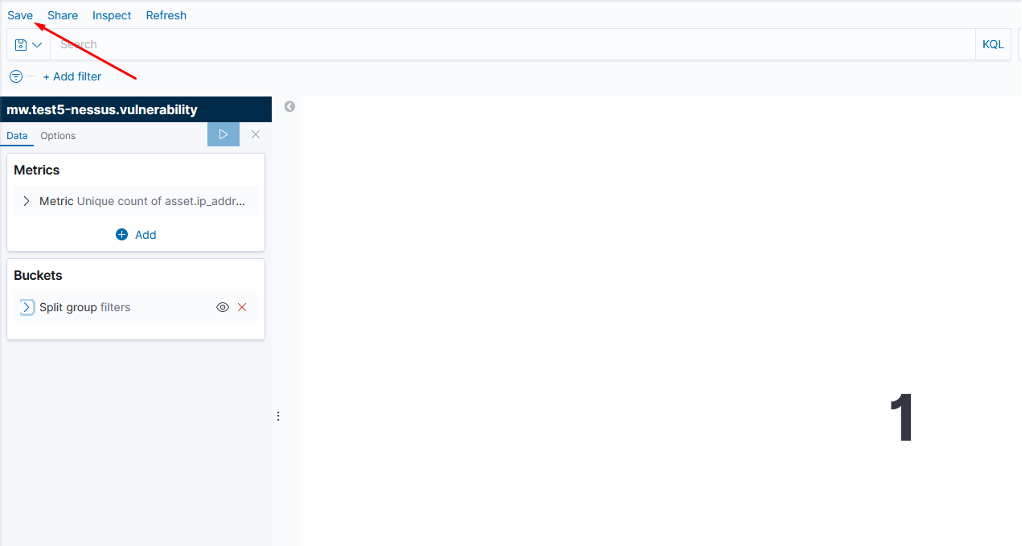 Save Share Inspect Refresh
Search KQL
+ Add filter
mw.test5-nessus.vulnerability
Data Options
Metrics
Metric Unique count of asset.ip_addr...
Add
Buckets
Split group filters
1